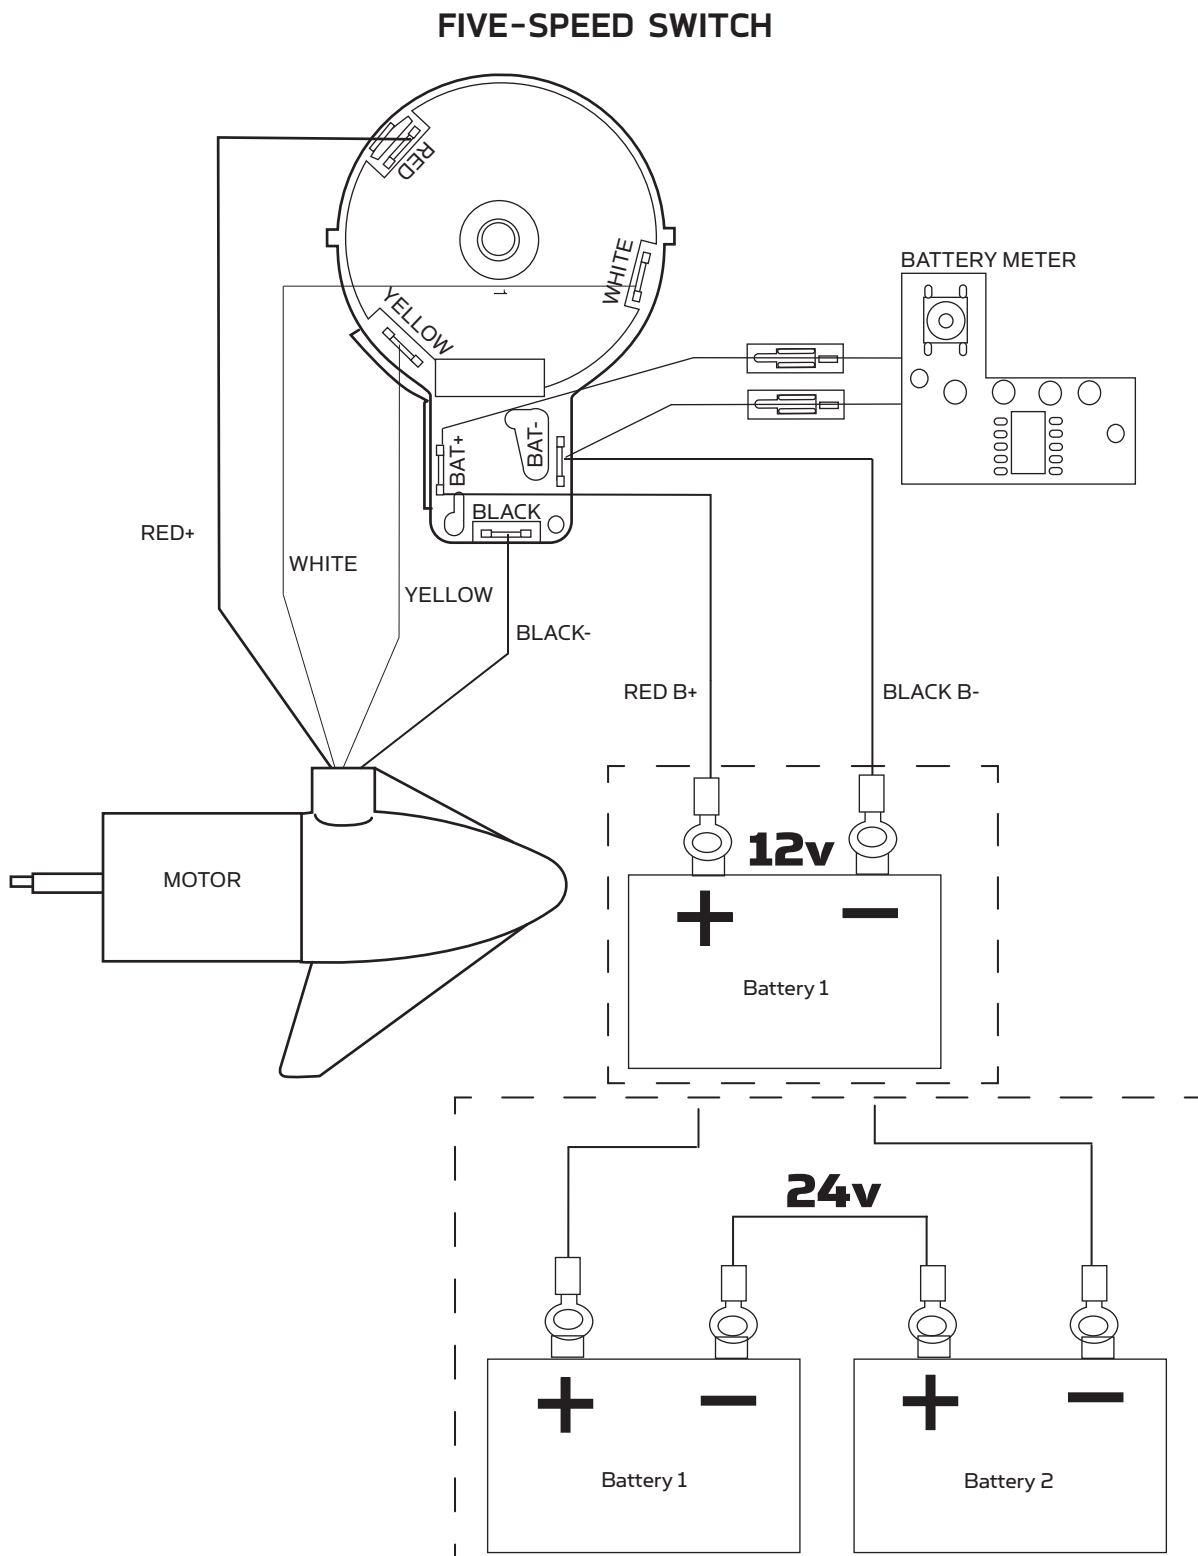 FIVE-SPEED SWITCH
RED
WHITE
BATTERY METER
1
YELLOW
BAT+
BAT-
BLACK
RED+
WHITE
YELLOW
BLACK-
RED B+
BLACK B-
12v
MOTOR
+ −
Battery 1
24v
+ − + −
Battery 1 Battery 2